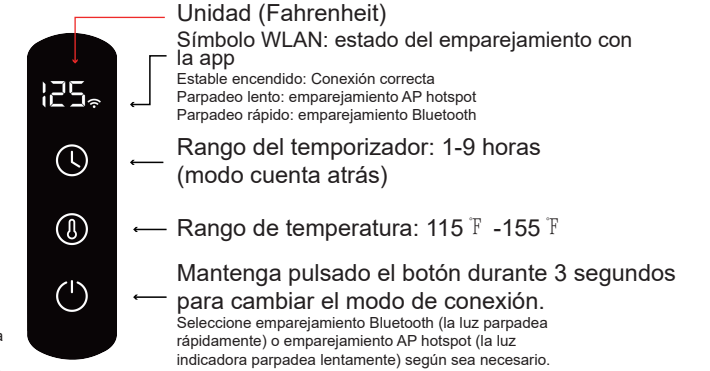 Unidad (Fahrenheit)
Símbolo WLAN: estado del emparejamiento con
la app
Estable encendido: Conexión correcta
Parpadeo lento: emparejamiento AP hotspot
Parpadeo rápido: emparejamiento Bluetooth
125
Rango del temporizador: 1-9 horas
(modo cuenta atrás)
Rango de temperatura: 115 °F -155 °F
Mantenga pulsado el botón durante 3 segundos
para cambiar el modo de conexión.
Seleccione emparejamiento Bluetooth (la luz parpadea
rápidamente) o emparejamiento AP hotspot (la luz
indicadora parpadea lentamente) según sea necesario.
a